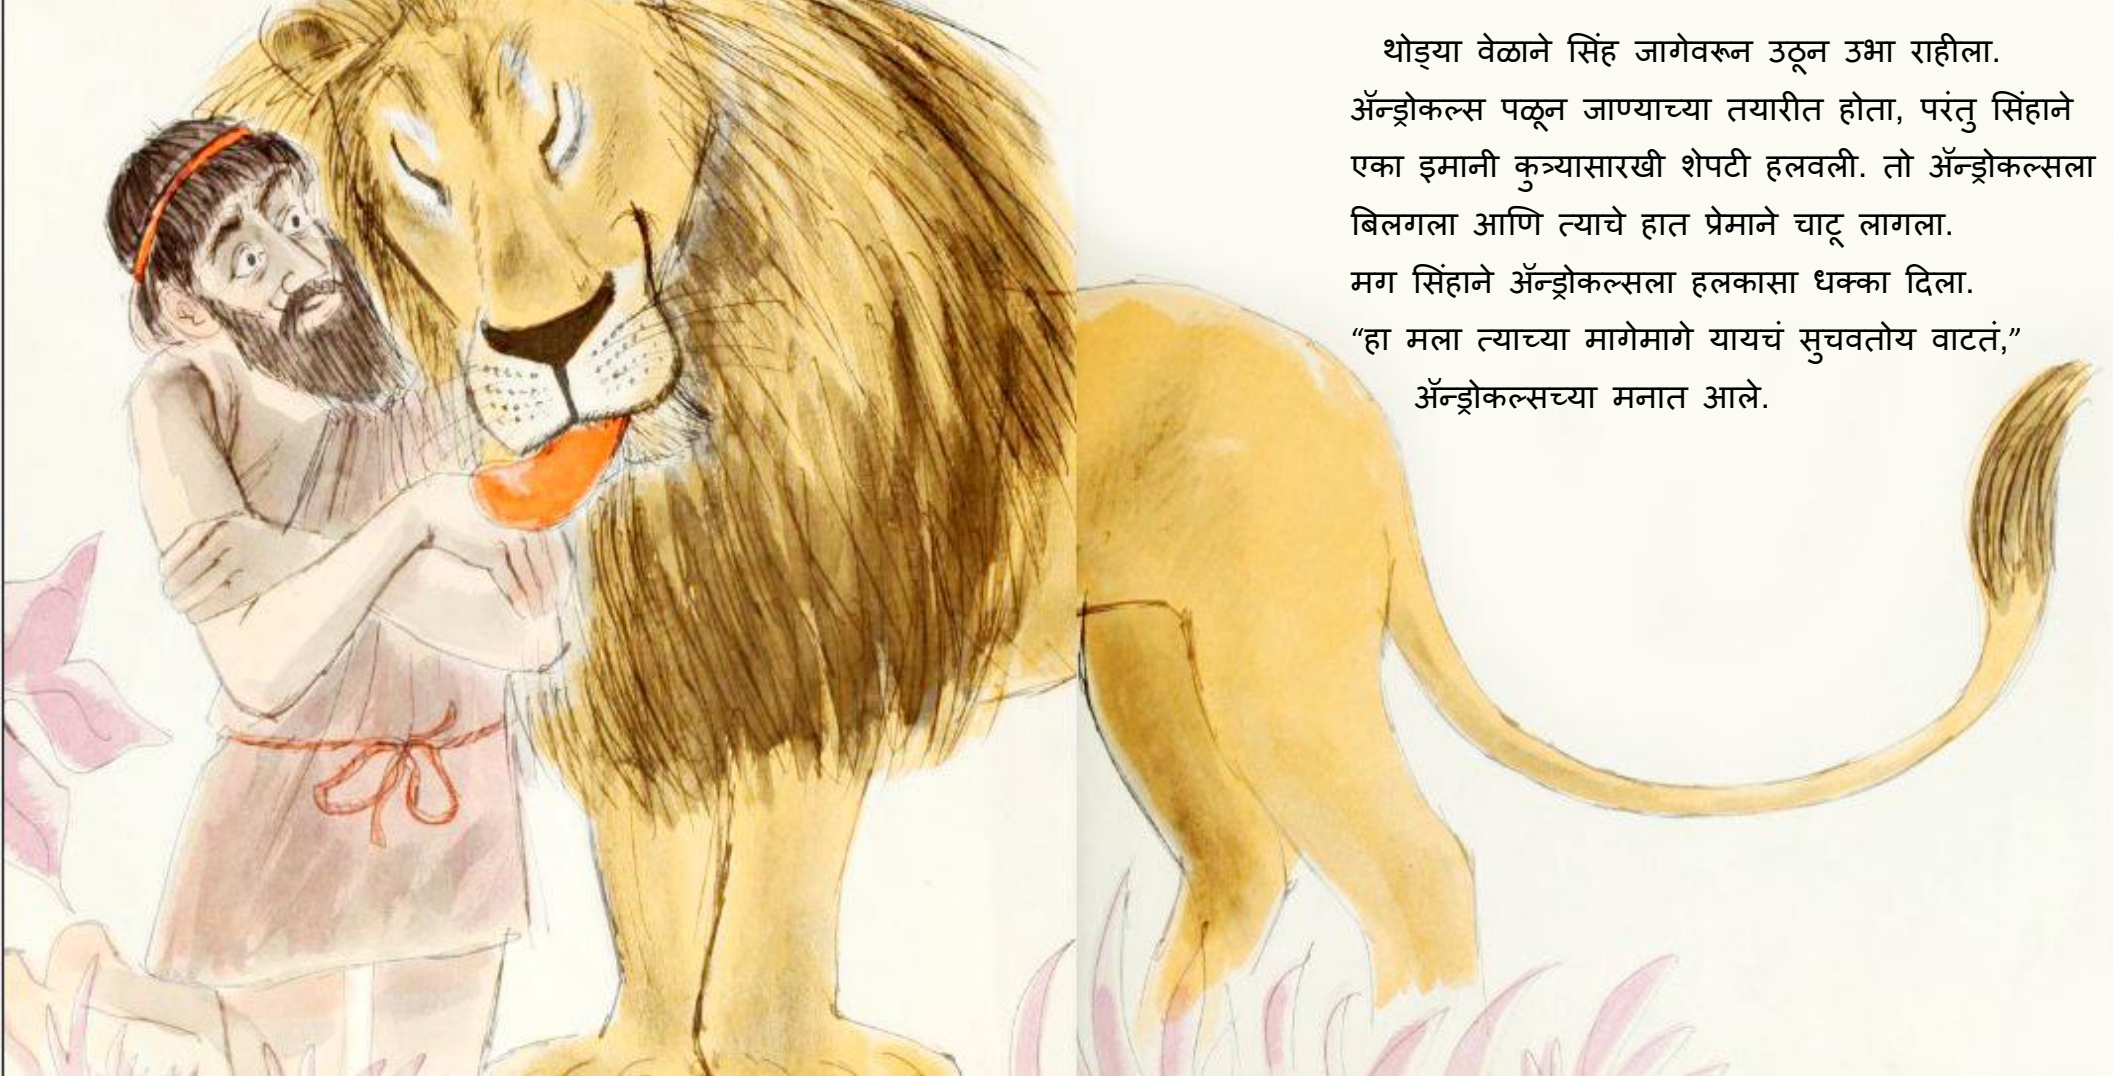 थोड्या वेळाने सिंह जागेवरून उठून उभा राहीला.
ॲन्ड्रोकल्स पळून जाण्याच्या तयारीत होता, परंतु सिंहाने
एका इमानी कुत्र्यासारखी शेपटी हलवली. तो ॲन्ड्रोकल्सला
बिलगला आणि त्याचे हात प्रेमाने चाटू लागला.
मग सिंहाने ॲन्ड्रोकल्सला हलकासा धक्का दिला.
“हा मला त्याच्या मागेमागे यायचं सुचवतोय वाटतं,”
ॲन्ड्रोकल्सच्या मनात आले.